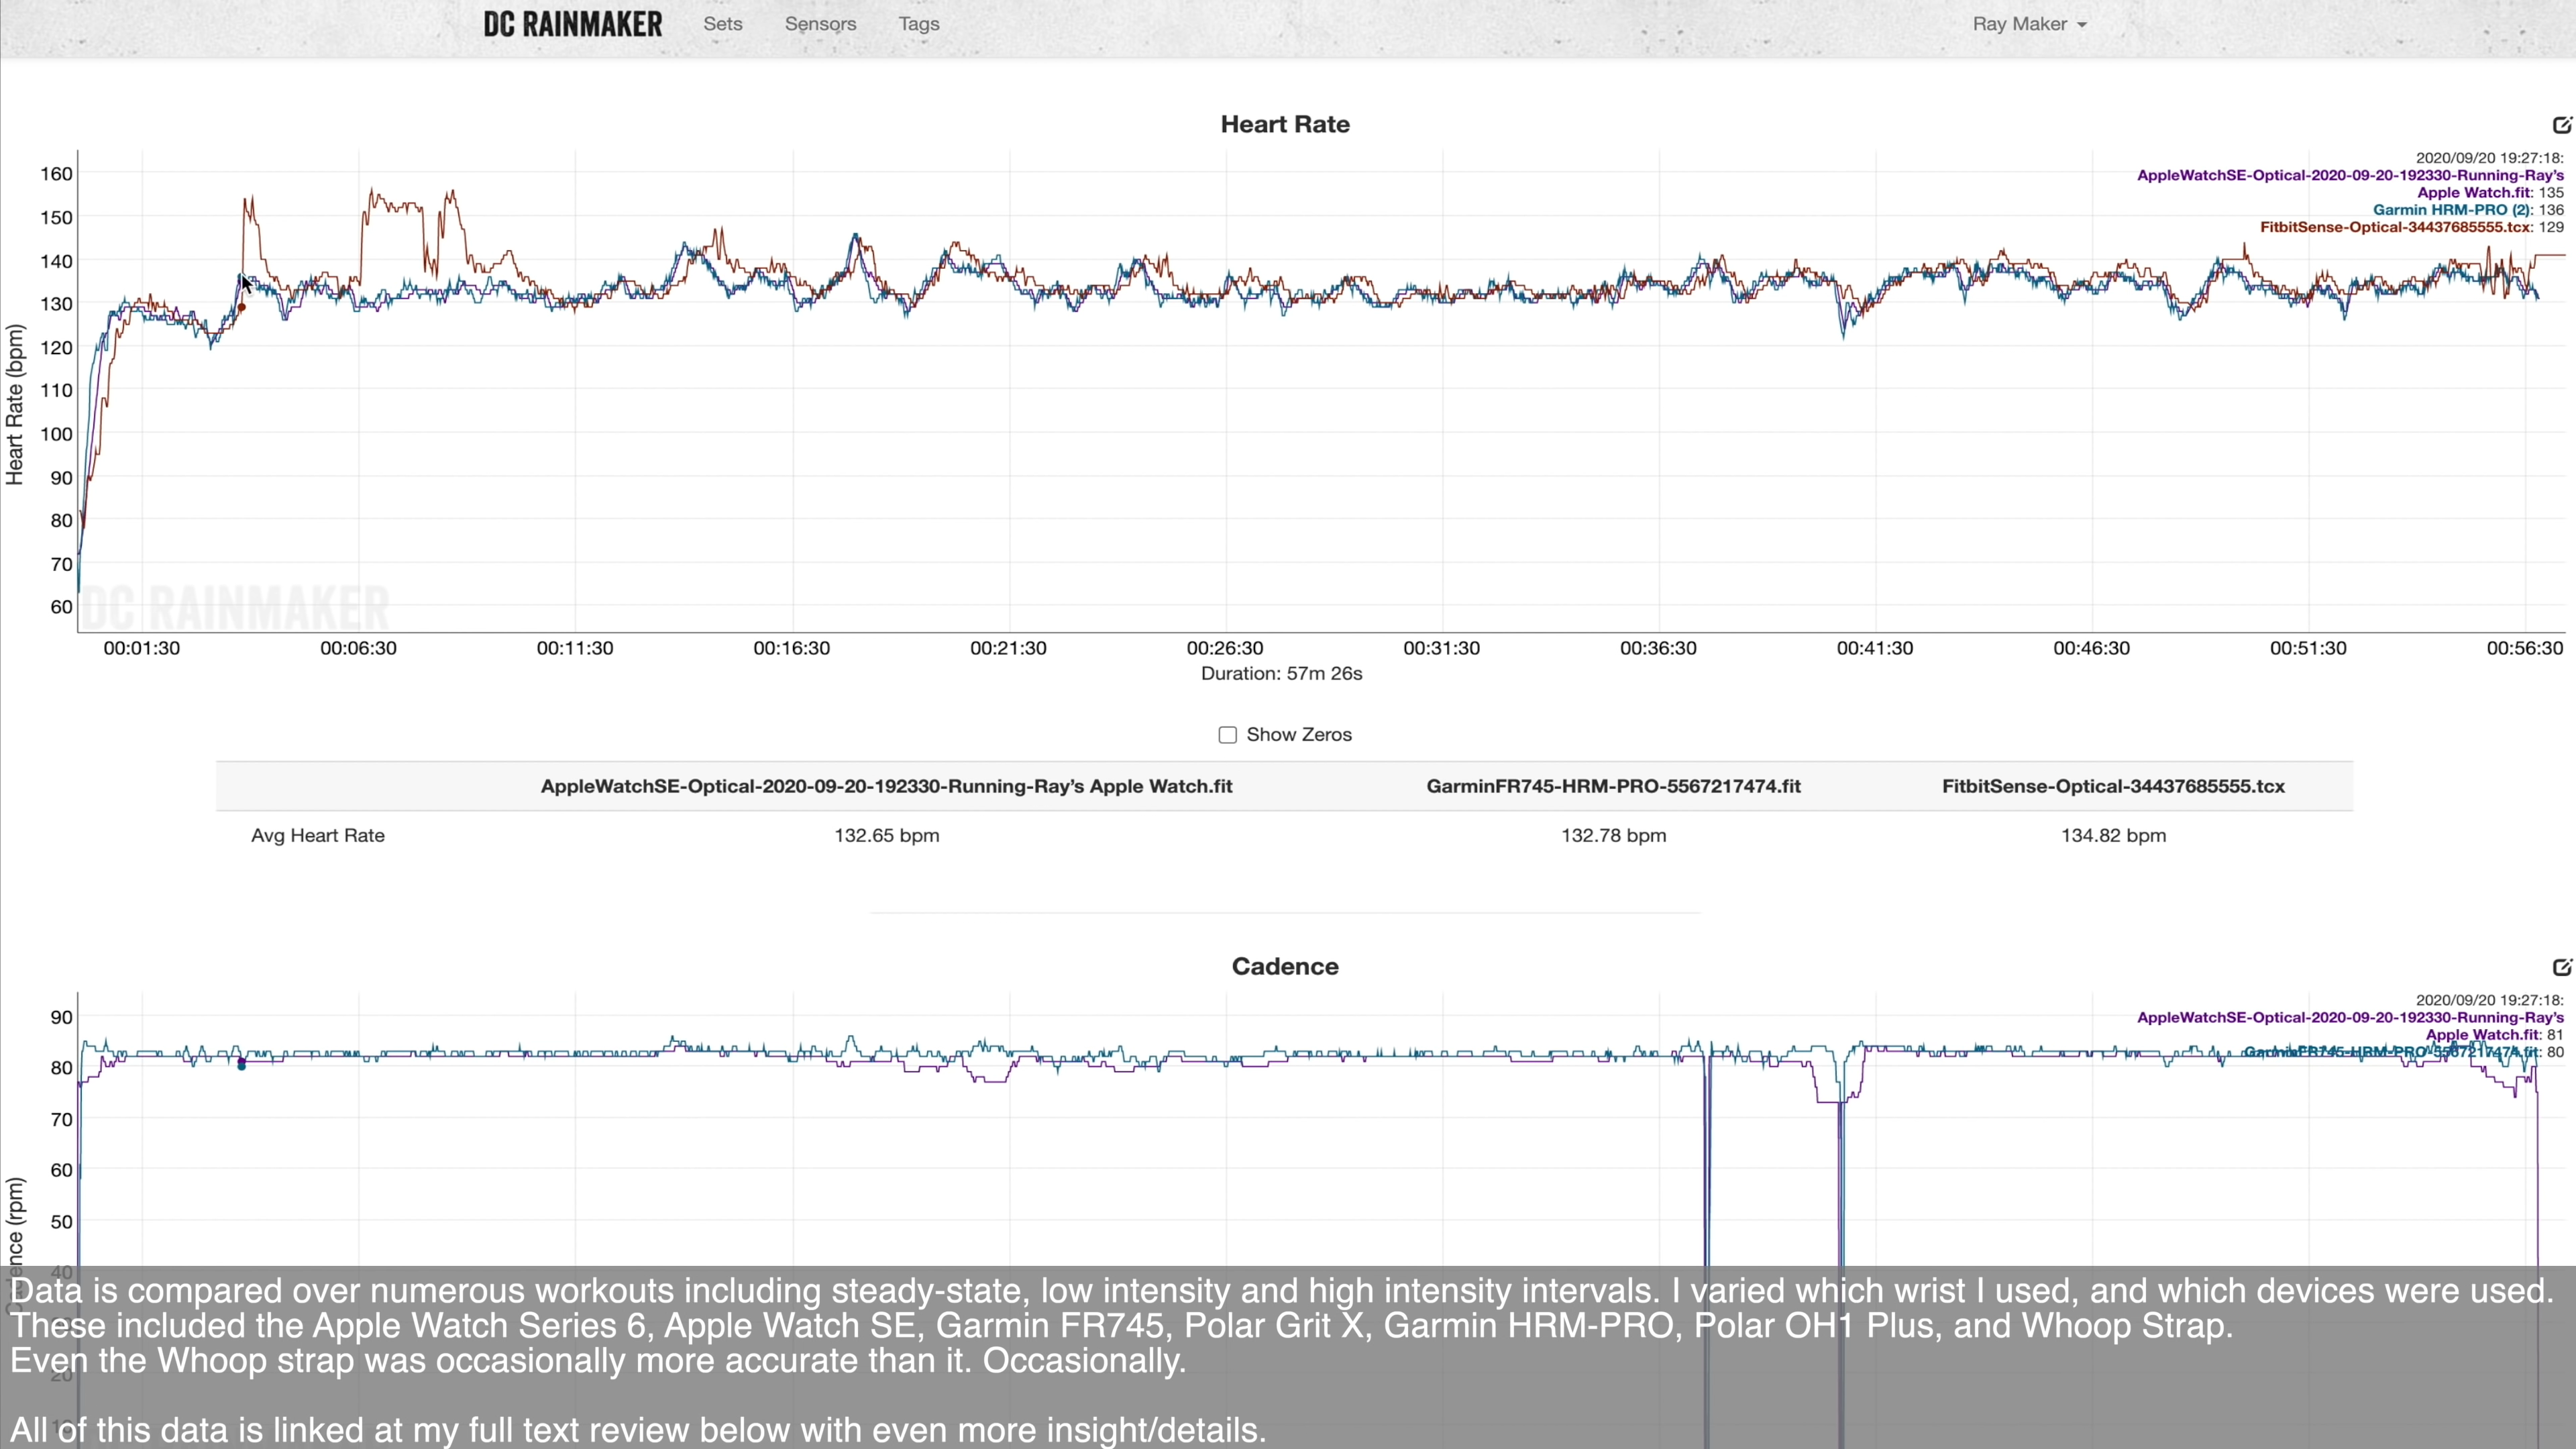 DC RAINMAKER Sets Sensors Tags Ray Maker
Heart Rate
2020/09/20 19:27:18:
AppleWatchSE-Optical-2020-09-20-192330-Running-Ray's
Apple Watch.fit: 135
Garmin HRM-PRO (2): 136
FitbitSense-Optical-34437685555.tcx: 129
Heart Rate (bpm)
160
150
140
130
120
110
100
90
80
70
60
DC RAINMAKER
00:01:30 00:06:30 00:11:30 00:16:30 00:21:30 00:26:30 00:31:30 00:36:30 00:41:30 00:46:30 00:51:30 00:56:30
Duration: 57m 26s
Show Zeros
AppleWatchSE-Optical-2020-09-20-192330-Running-Ray's Apple Watch.fit GarminFR745-HRM-PRO-5567217474.fit FitbitSense-Optical-34437685555.tcx
Avg Heart Rate 132.65 bpm 132.78 bpm 134.82 bpm
Cadence
2020/09/20 19:27:18:
AppleWatchSE-Optical-2020-09-20-192330-Running-Ray's
Apple Watch.fit: 81
GarminFR745-HRM-PRO-5567217474.fit: 80
Cadence (rpm)
90
80
70
60
50
40
Data is compared over numerous workouts including steady-state, low intensity and high intensity intervals. I varied which wrist I used, and which devices were used.
These included the Apple Watch Series 6, Apple Watch SE, Garmin FR745, Polar Grit X, Garmin HRM-PRO, Polar OH1 Plus, and Whoop Strap.
Even the Whoop strap was occasionally more accurate than it. Occasionally.
20
All of this data is linked at my full text review below with even more insight/details.